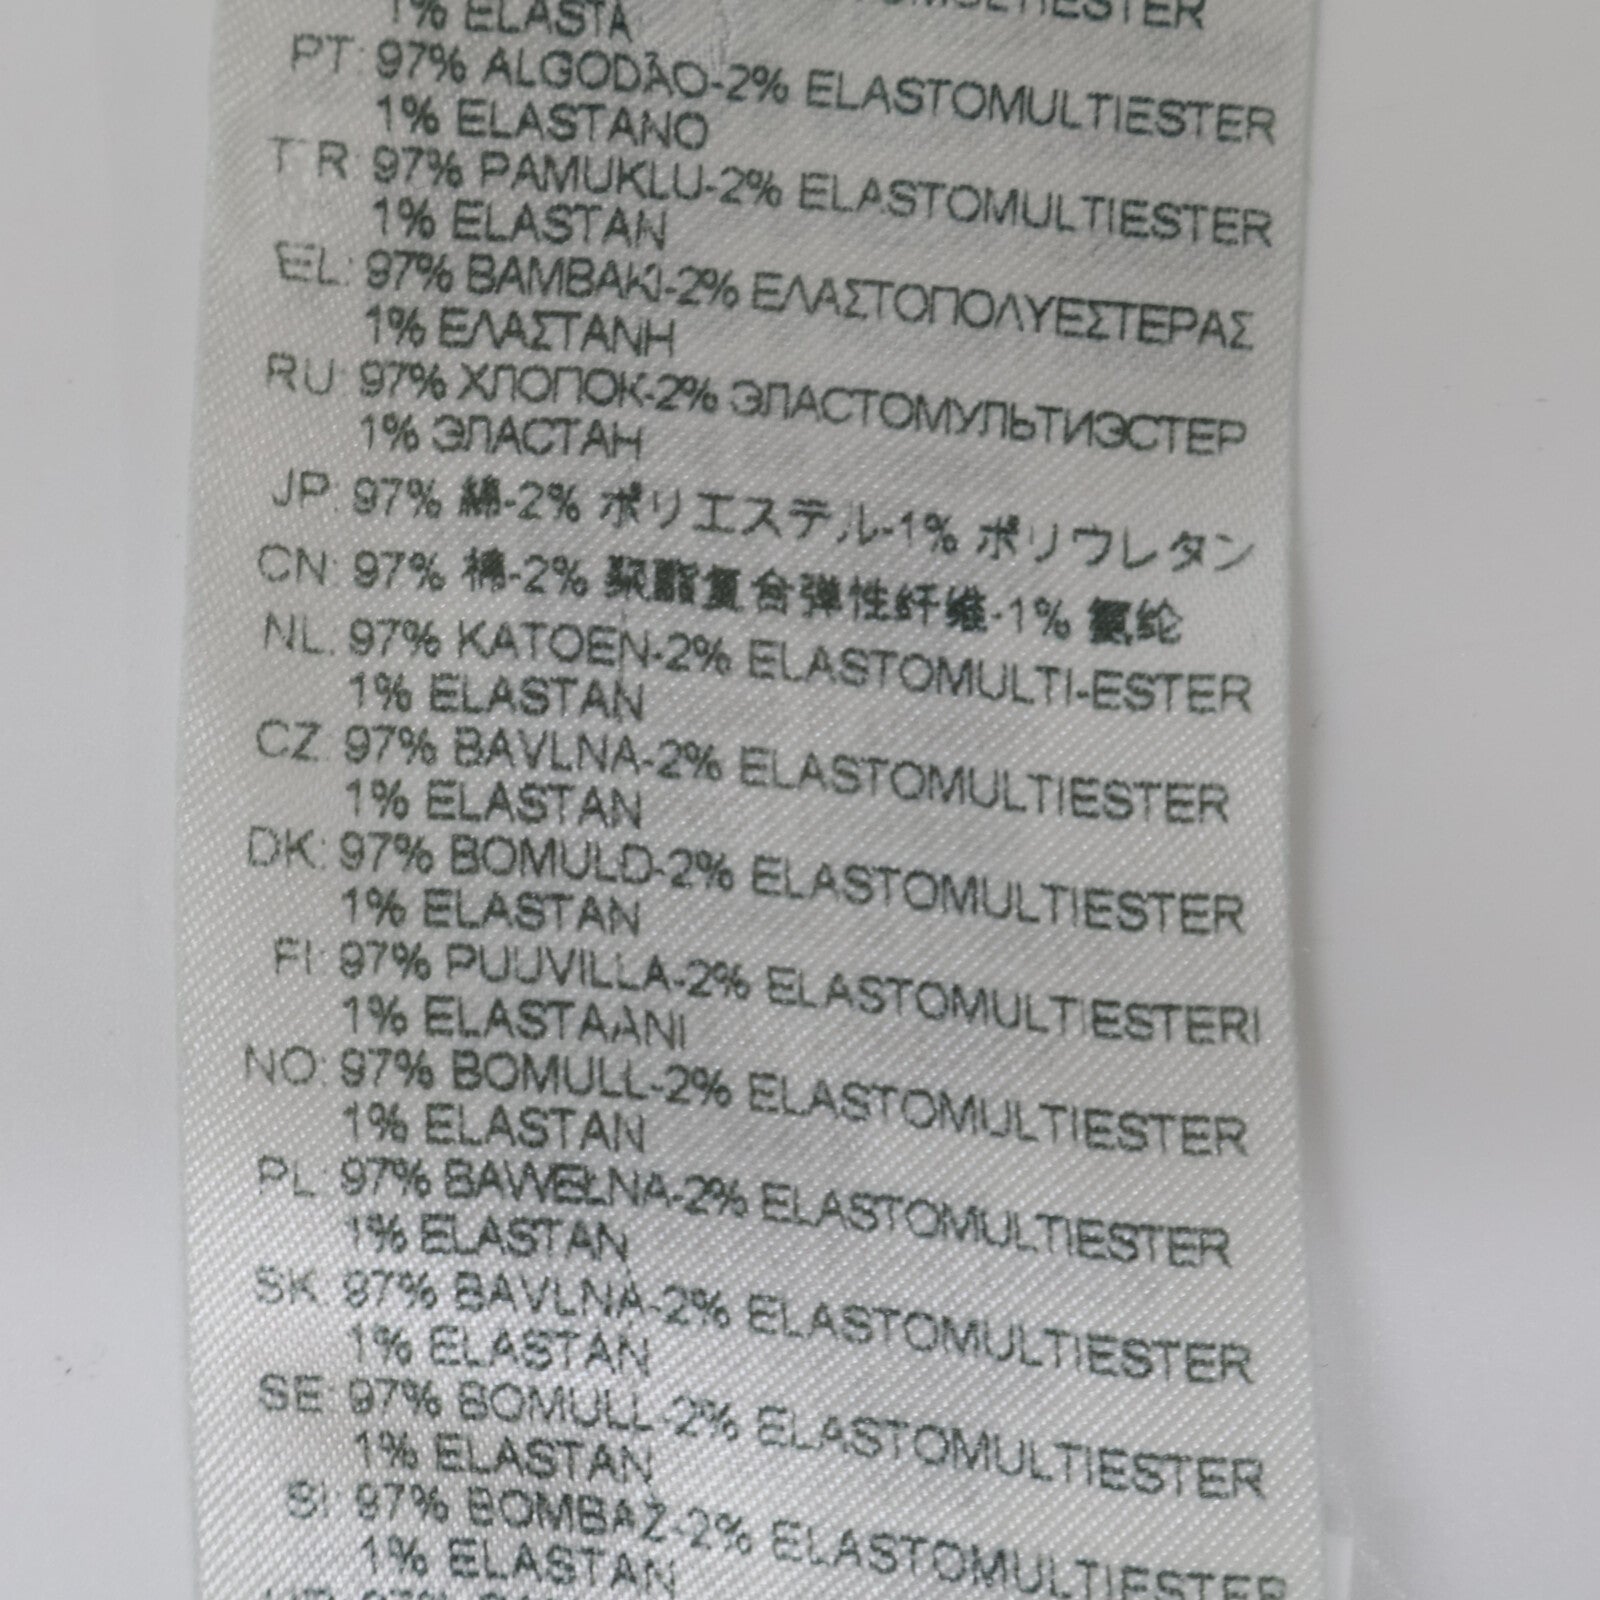 1% ELASTA
PT: 97% ALGODÃO-2% ELASTOMULTIESTER
1% ELASTANO
TR: 97% PAMUKLU-2% ELASTOMULTIESTER
1% ELASTAN
EL: 97% BAMBAKI-2% ΕΛΑΣΤΟΠΟΛΥΕΣΤΕΡΑΣ
1% ΕΛΑΣΤΑΝΗ
RU: 97% ХЛОПОК-2% ЭЛАСТОМУЛЬТИЭСТЕР
1% ЭЛАСТАН
JP: 97% 綿-2% ポリエステル-1% ポリウレタン
CN: 97% 棉-2% 聚酯复合弹性纤维-1% 氨纶
NL: 97% KATOEN-2% ELASTOMULTI-ESTER
1% ELASTAN
CZ: 97% BAVLNA-2% ELASTOMULTIESTER
1% ELASTAN
DK: 97% BOMULD-2% ELASTOMULTIESTER
1% ELASTAN
FI: 97% PUUVILLA-2% ELASTOMULTIESTERI
1% ELASTAANI
NO: 97% BOMULL-2% ELASTOMULTIESTER
1% ELASTAN
PL: 97% BAWEŁNA-2% ELASTOMULTIESTER
1% ELASTAN
SK: 97% BAVLNA-2% ELASTOMULTIESTER
1% ELASTAN
SE: 97% BOMULL-2% ELASTOMULTIESTER
1% ELASTAN
SI: 97% BOMBAŽ-2% ELASTOMULTIESTER
1% ELASTAN